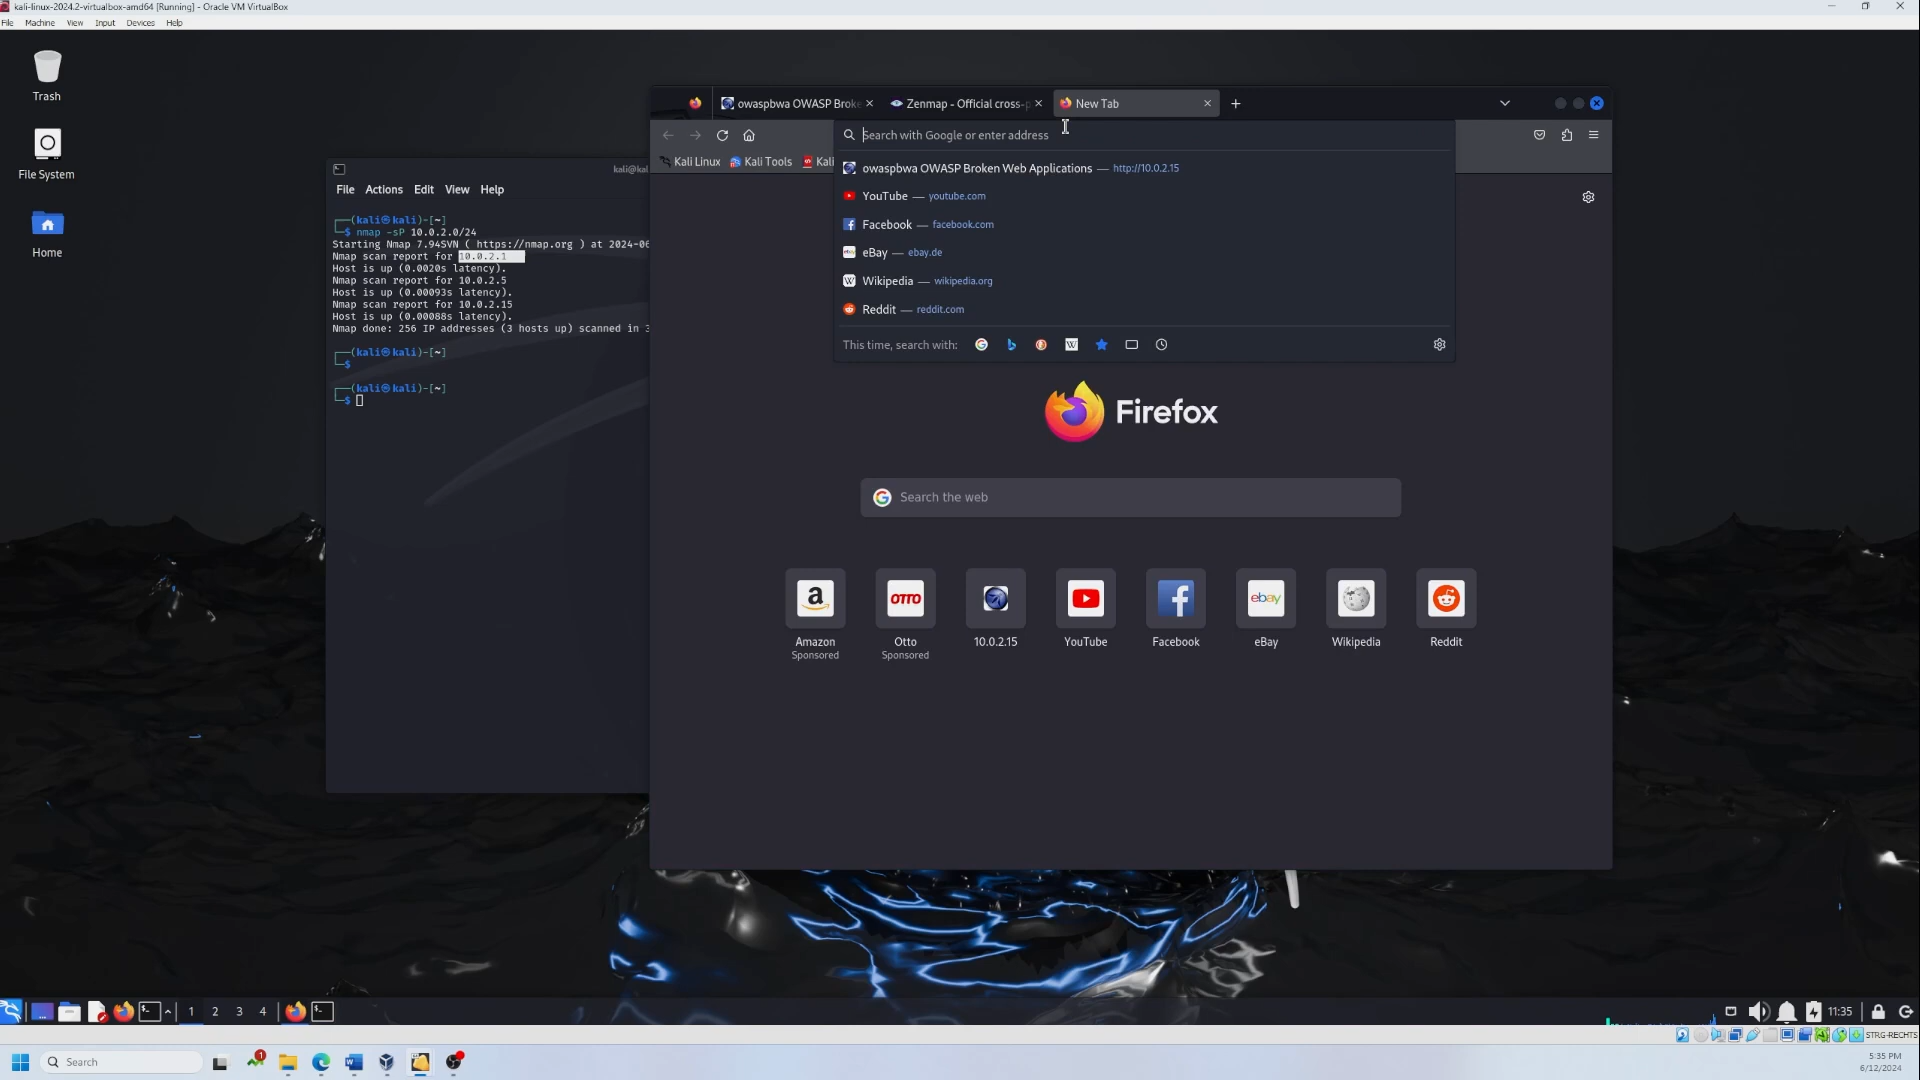 kali-linux-2024.2-virtualbox-amd64 [Running] - Oracle VM VirtualBox
File Machine View Input Devices Help
Trash
File System
Home
kali@kal
File Actions Edit View Help
(kali㉿kali)-[~]
$ nmap -sP 10.0.2.0/24
Starting Nmap 7.94SVN ( https://nmap.org ) at 2024-06
Nmap scan report for 10.0.2.1
Host is up (0.0020s latency).
Nmap scan report for 10.0.2.5
Host is up (0.00093s latency).
Nmap scan report for 10.0.2.15
Host is up (0.00088s latency).
Nmap done: 256 IP addresses (3 hosts up) scanned in 3
(kali㉿kali)-[~]
$
(kali㉿kali)-[~]
$
owaspbwa OWASP Broke
Zenmap - Official cross-p
New Tab
Search with Google or enter address
Kali Linux Kali Tools Kali
owaspbwa OWASP Broken Web Applications — http://10.0.2.15
YouTube — youtube.com
Facebook — facebook.com
eBay — ebay.de
Wikipedia — wikipedia.org
Reddit — reddit.com
This time, search with:
Firefox
Search the web
a OTTO ebay
Amazon Otto 10.0.2.15 YouTube Facebook eBay Wikipedia Reddit
Sponsored Sponsored
1 2 3 4
11:35
STRG-RECHTS
Search
1
5:35 PM
6/12/2024